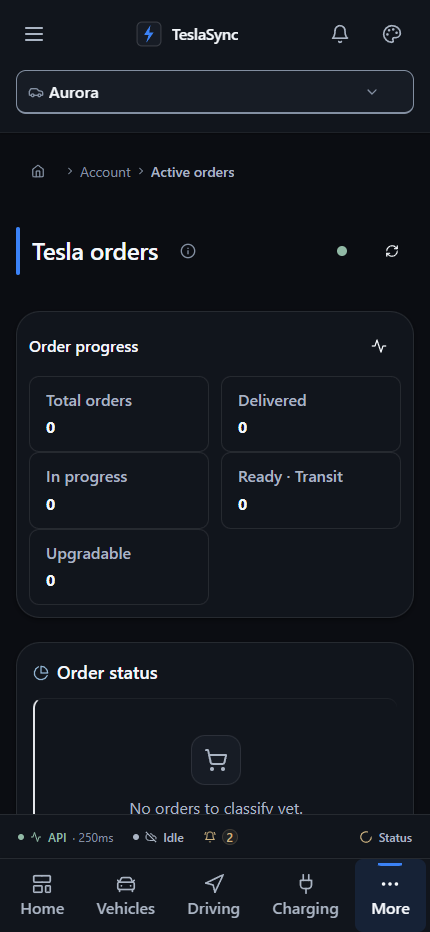 TeslaSync
Aurora
Account
Active orders
Tesla orders
Order progress
Total orders
0
Delivered
0
In progress
0
Ready · Transit
0
Upgradable
0
Order status
No orders to classify yet.
API · 250ms
Idle
2
Status
Home
Vehicles
Driving
Charging
More